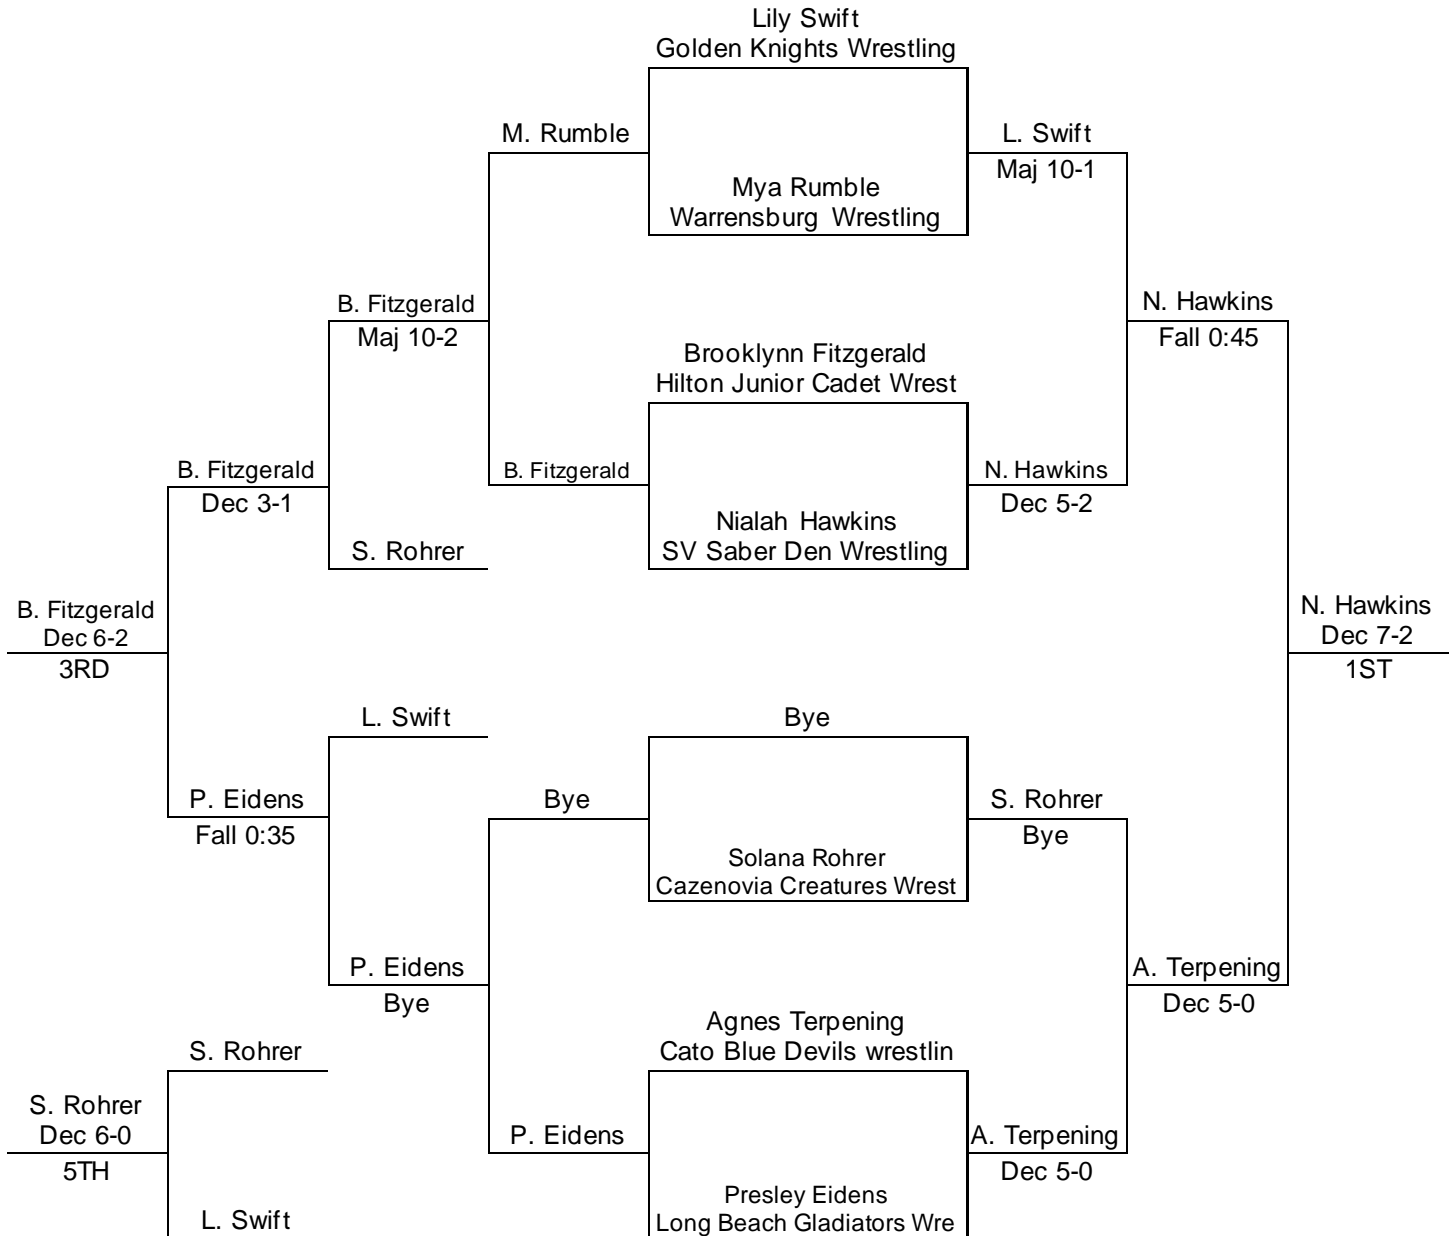 Lily Swift
Golden Knights Wrestling
M. Rumble
L. Swift
Maj 10-1
Mya Rumble
Warrensburg Wrestling
B. Fitzgerald
Maj 10-2
N. Hawkins
Fall 0:45
Brooklynn Fitzgerald
Hilton Junior Cadet Wrest
B. Fitzgerald
Dec 3-1
B. Fitzgerald
N. Hawkins
Dec 5-2
Nialah Hawkins
SV Saber Den Wrestling
S. Rohrer
B. Fitzgerald
Dec 6-2
3RD
N. Hawkins
Dec 7-2
1ST
L. Swift
Bye
P. Eidens
Fall 0:35
Bye
S. Rohrer
Bye
Solana Rohrer
Cazenovia Creatures Wrest
P. Eidens
Bye
A. Terpening
Dec 5-0
Agnes Terpening
Cato Blue Devils wrestlin
S. Rohrer
S. Rohrer
Dec 6-0
5TH
P. Eidens
A. Terpening
Dec 5-0
Presley Eidens
Long Beach Gladiators Wre
L. Swift